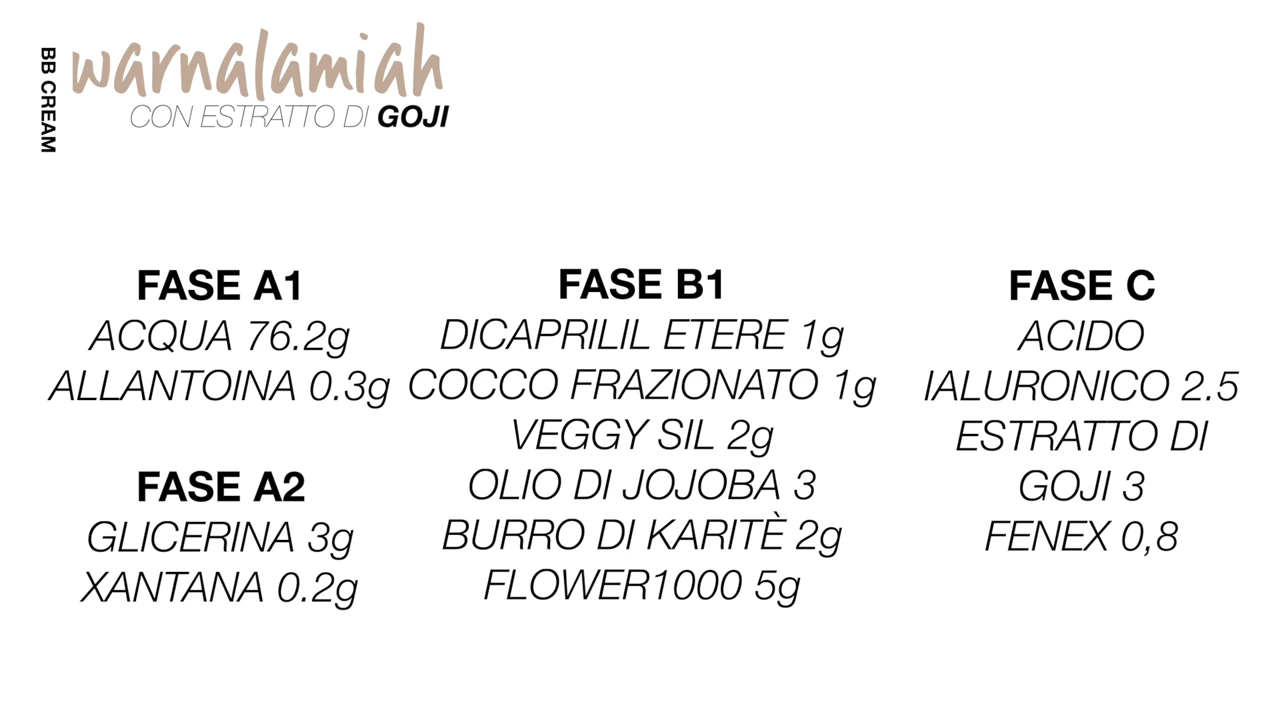 BB CREAM
warnalamiah
CON ESTRATTO DI GOJI
FASE A1
ACQUA 76.2g
ALLANTOINA 0.3g
FASE A2
GLICERINA 3g
XANTANA 0.2g
FASE B1
DICAPRILIL ETERE 1g
COCCO FRAZIONATO 1g
VEGGY SIL 2g
OLIO DI JOJOBA 3
BURRO DI KARITÈ 2g
FLOWER1000 5g
FASE C
ACIDO
IALURONICO 2.5
ESTRATTO DI
GOJI 3
FENEX 0,8